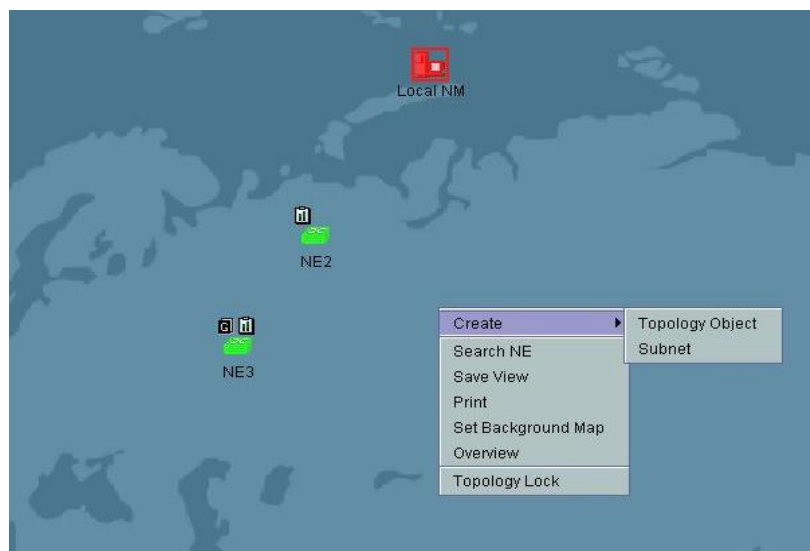 Local NM
NE2
G
NE3
Create
Topology Object
Subnet
Search NE
Save View
Print
Set Background Map
Overview
Topology Lock